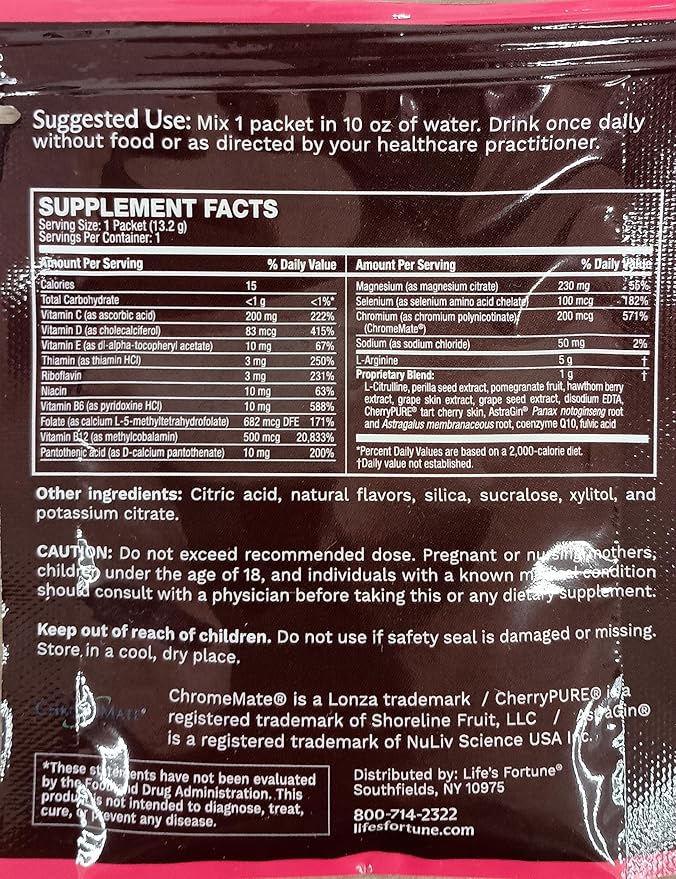 Suggested Use: Mix 1 packet in 10 oz of water. Drink once daily
without food or as directed by your healthcare practitioner.
SUPPLEMENT FACTS
Serving Size: 1 Packet (13.2 g)
Servings Per Container: 1
Amount Per Serving % Daily Value
Calories 15
Total Carbohydrate <1 g <1%*
Vitamin C (as ascorbic acid) 200 mg 222%
Vitamin D (as cholecalciferol) 83 mcg 415%
Vitamin E (as dl-alpha-tocopheryl acetate) 10 mg 67%
Thiamin (as thiamin HCl) 3 mg 250%
Riboflavin 3 mg 231%
Niacin 10 mg 63%
Vitamin B6 (as pyridoxine HCl) 10 mg 588%
Folate (as calcium L-5-methyltetrahydrofolate) 682 mcg DFE 171%
Vitamin B12 (as methylcobalamin) 500 mcg 20,833%
Pantothenic acid (as D-calcium pantothenate) 10 mg 200%
Amount Per Serving % Daily Value
Magnesium (as magnesium citrate) 230 mg 56%
Selenium (as selenium amino acid chelate) 100 mcg 182%
Chromium (as chromium polynicotinate) 200 mcg 571%
(ChromeMate®)
Sodium (as sodium chloride) 50 mg 2%
L-Arginine 5 g †
Proprietary Blend: 1 g †
L-Citrulline, perilla seed extract, pomegranate fruit, hawthorn berry
extract, grape skin extract, grape seed extract, disodium EDTA,
CherryPURE® tart cherry skin, AstraGin® Panax notoginseng root
and Astragalus membranaceous root, coenzyme Q10, fulvic acid
*Percent Daily Values are based on a 2,000-calorie diet.
†Daily value not established.
Other ingredients: Citric acid, natural flavors, silica, sucralose, xylitol, and
potassium citrate.
CAUTION: Do not exceed recommended dose. Pregnant or nursing mothers,
children under the age of 18, and individuals with a known medical condition
should consult with a physician before taking this or any dietary supplement.
Keep out of reach of children. Do not use if safety seal is damaged or missing.
Store in a cool, dry place.
ChromeMate®
ChromeMate® is a Lonza trademark / CherryPURE® is a
registered trademark of Shoreline Fruit, LLC / AstraGin®
is a registered trademark of NuLiv Science USA Inc.
*These statements have not been evaluated
by the Food and Drug Administration. This
product is not intended to diagnose, treat,
cure, or prevent any disease.
Distributed by: Life's Fortune®
Southfields, NY 10975
800-714-2322
lifesfortune.com